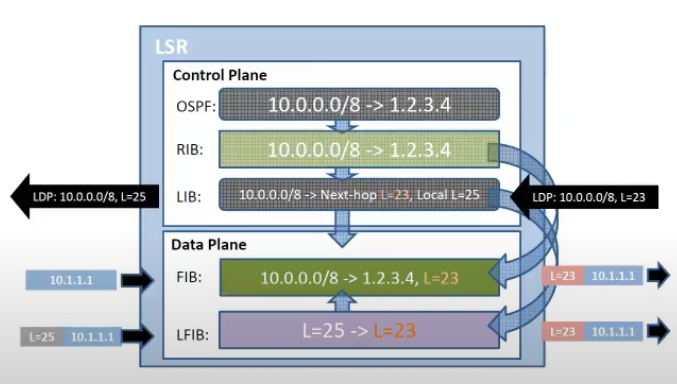 LSR
Control Plane
OSPF: 10.0.0.0/8 -> 1.2.3.4
RIB: 10.0.0.0/8 -> 1.2.3.4
LDP: 10.0.0.0/8, L=25
LIB: 10.0.0.0/8 -> Next-hop L=23, Local L=25
LDP: 10.0.0.0/8, L=23
Data Plane
10.1.1.1
FIB: 10.0.0.0/8 -> 1.2.3.4, L=23
L=23 10.1.1.1
L=25 10.1.1.1
LFIB: L=25 -> L=23
L=23 10.1.1.1